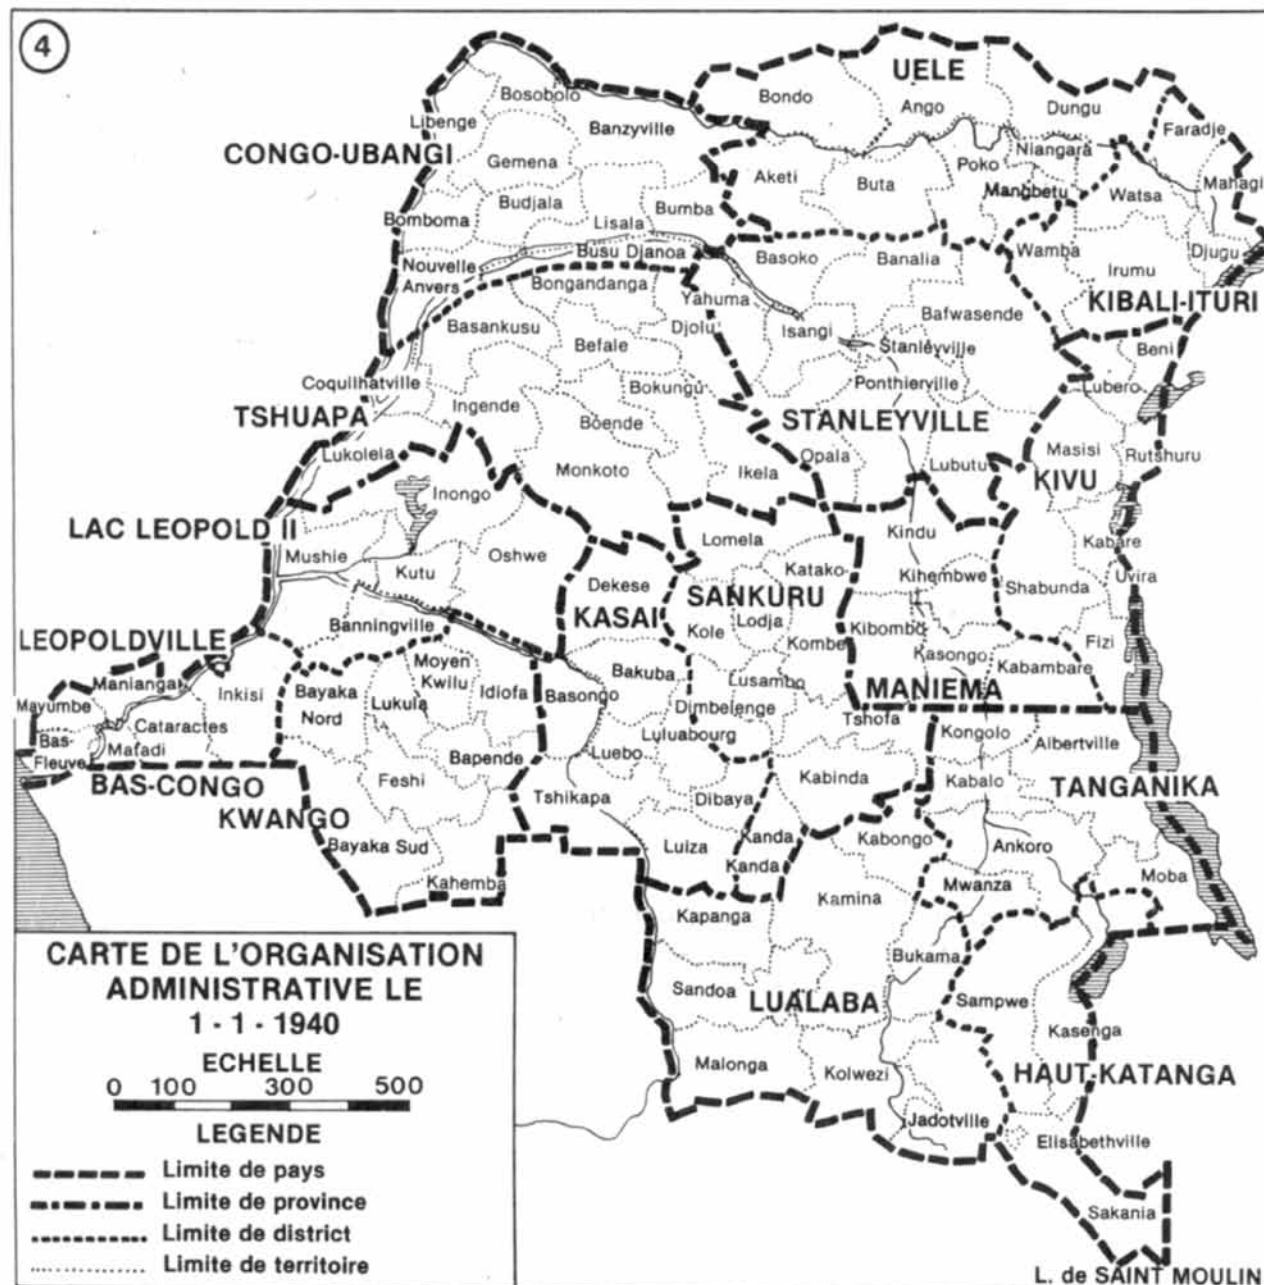 4
UELE
Bondo
Ango
Dungu
Faradje
Bosobolo
Libenge
Banzyville
CONGO-UBANGI
Gemena
Aketi
Buta
Poko
Niangara
Mangbetu
Watsa
Mahagi
Budjala
Bumba
Bomboma
Lisala
Busu Djanoa
Basoko
Banalia
Wamba
Djugu
Irumu
Nouvelle
Anvers
Bongandanga
Yahuma
KIBALI-ITURI
Basankusu
Djolu
Isangi
Bafwasende
Befale
Stanleyville
Beni
Coquilhatville
Bokungu
Ponthierville
Lubero
TSHUAPA
Ingende
Boende
STANLEYVILLE
Lukolela
Monkoto
Ikela
Opala
Lubutu
Masisi
Rutshuru
KIVU
Inongo
LAC LEOPOLD II
Lomela
Kindu
Mushie
Kutu
Oshwe
Kabare
Dekese
Katako-
Kihembwe
Shabunda
Uvira
SANKURU
KASAI
Lodja
Kole
Kombe
Kibombo
Banningville
LEOPOLDVILLE
Kasongo
Fizi
Kabambare
Manianga
Inkisi
Bayaka
Nord
Moyen
Kwilu
Lukula
Idiofa
Basongo
Bakuba
Lusambo
MANIEMA
Mayumbe
Cataractes
Dimbelenge
Tshofa
Bas-
Fleuve
Matadi
Luluabourg
Kongolo
Albertville
BAS-CONGO
Feshi
Bapende
Luebo
Kabinda
Kabalo
TANGANIKA
KWANGO
Tshikapa
Dibaya
Bayaka Sud
Luiza
Kanda
Kanda
Kabongo
Ankoro
Kahemba
Mwanza
Moba
Kapanga
Kamina
Bukama
Sandoa
LUALABA
Sampwe
Kasenga
Malonga
Kolwezi
HAUT-KATANGA
Jadotville
Elisabethville
Sakania
CARTE DE L'ORGANISATION
ADMINISTRATIVE LE
1 - 1 - 1940
ECHELLE
0 100 300 500
LEGENDE
Limite de pays
Limite de province
Limite de district
Limite de territoire
L. de SAINT MOULIN